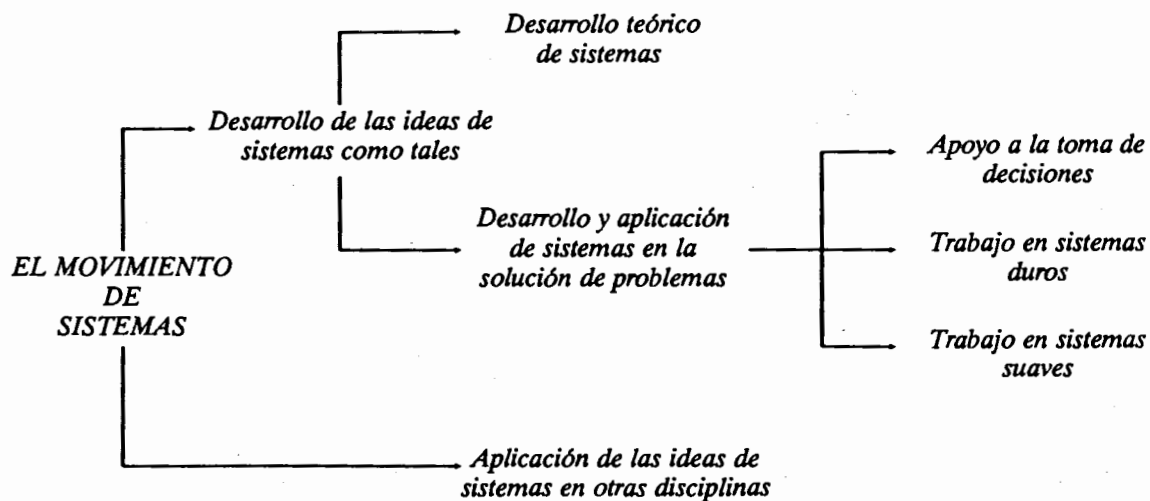 Desarrollo teórico
de sistemas
Desarrollo de las ideas de
sistemas como tales
Apoyo a la toma de
decisiones
Desarrollo y aplicación
de sistemas en la
solución de problemas
Trabajo en sistemas
duros
EL MOVIMIENTO
DE
SISTEMAS
Trabajo en sistemas
suaves
Aplicación de las ideas de
sistemas en otras disciplinas